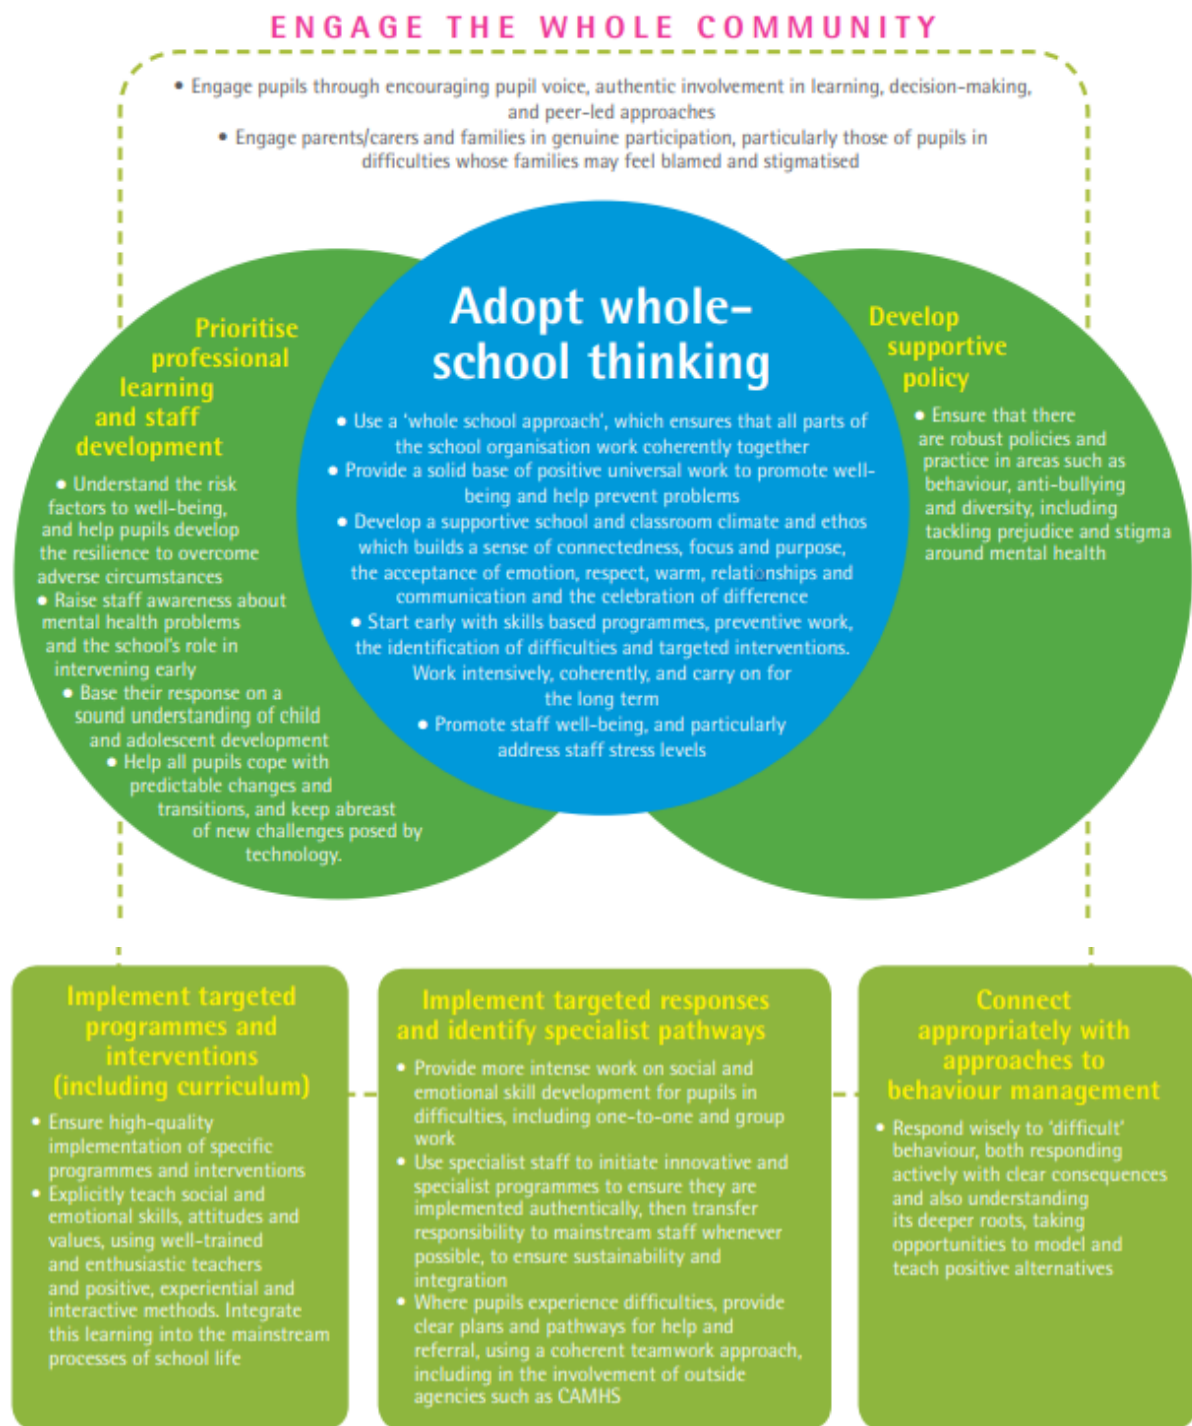 ENGAGE THE WHOLE COMMUNITY
• Engage pupils through encouraging pupil voice, authentic involvement in learning, decision-making,
and peer-led approaches
• Engage parents/carers and families in genuine participation, particularly those of pupils in
difficulties whose families may feel blamed and stigmatised
Prioritise
professional
learning
and staff
development
• Understand the risk
factors to well-being,
and help pupils develop
the resilience to overcome
adverse circumstances
• Raise staff awareness about
mental health problems
and the school's role in
intervening early
• Base their response on a
sound understanding of child
and adolescent development
• Help all pupils cope with
predictable changes and
transitions, and keep abreast
of new challenges posed by
technology.
Adopt whole-
school thinking
• Use a 'whole school approach', which ensures that all parts of
the school organisation work coherently together
• Provide a solid base of positive universal work to promote well-
being and help prevent problems
• Develop a supportive school and classroom climate and ethos
which builds a sense of connectedness, focus and purpose,
the acceptance of emotion, respect, warm, relationships and
communication and the celebration of difference
• Start early with skills based programmes, preventive work,
the identification of difficulties and targeted interventions.
Work intensively, coherently, and carry on for
the long term
• Promote staff well-being, and particularly
address staff stress levels
Develop
supportive
policy
• Ensure that there
are robust policies and
practice in areas such as
behaviour, anti-bullying
and diversity, including
tackling prejudice and stigma
around mental health
Implement targeted
programmes and
interventions
(including curriculum)
• Ensure high-quality
implementation of specific
programmes and interventions
• Explicitly teach social and
emotional skills, attitudes and
values, using well-trained
and enthusiastic teachers
and positive, experiential and
interactive methods. Integrate
this learning into the mainstream
processes of school life
Implement targeted responses
and identify specialist pathways
• Provide more intense work on social and
emotional skill development for pupils in
difficulties, including one-to-one and group
work
• Use specialist staff to initiate innovative and
specialist programmes to ensure they are
implemented authentically, then transfer
responsibility to mainstream staff whenever
possible, to ensure sustainability and
integration
• Where pupils experience difficulties, provide
clear plans and pathways for help and
referral, using a coherent teamwork approach,
including in the involvement of outside
agencies such as CAMHS
Connect
appropriately with
approaches to
behaviour management
• Respond wisely to 'difficult'
behaviour, both responding
actively with clear consequences
and also understanding
its deeper roots, taking
opportunities to model and
teach positive alternatives